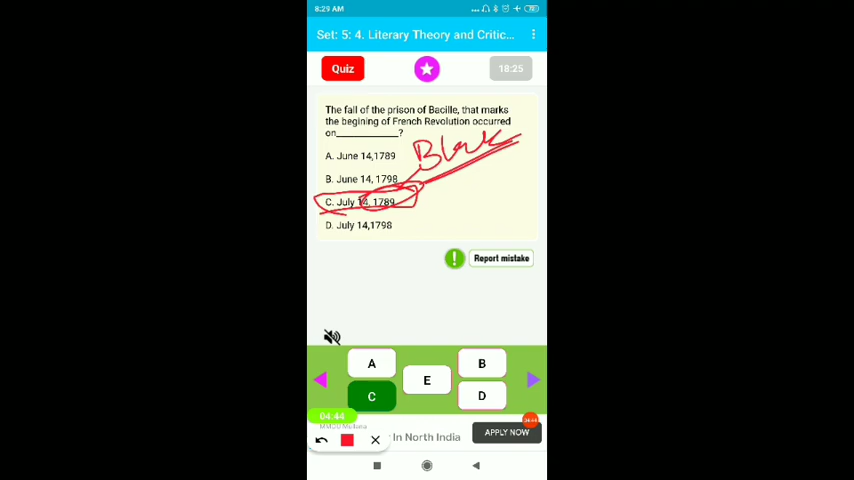 8:29 AM
Set: 5: 4. Literary Theory and Critic...
Quiz
18:25
The fall of the prison of Bacille, that marks
the begining of French Revolution occurred
on____________?
A. June 14,1789
B. June 14, 1798
C. July 14, 1789
D. July 14,1798
Report mistake
A
B
E
C
D
04:44
In North India
APPLY NOW